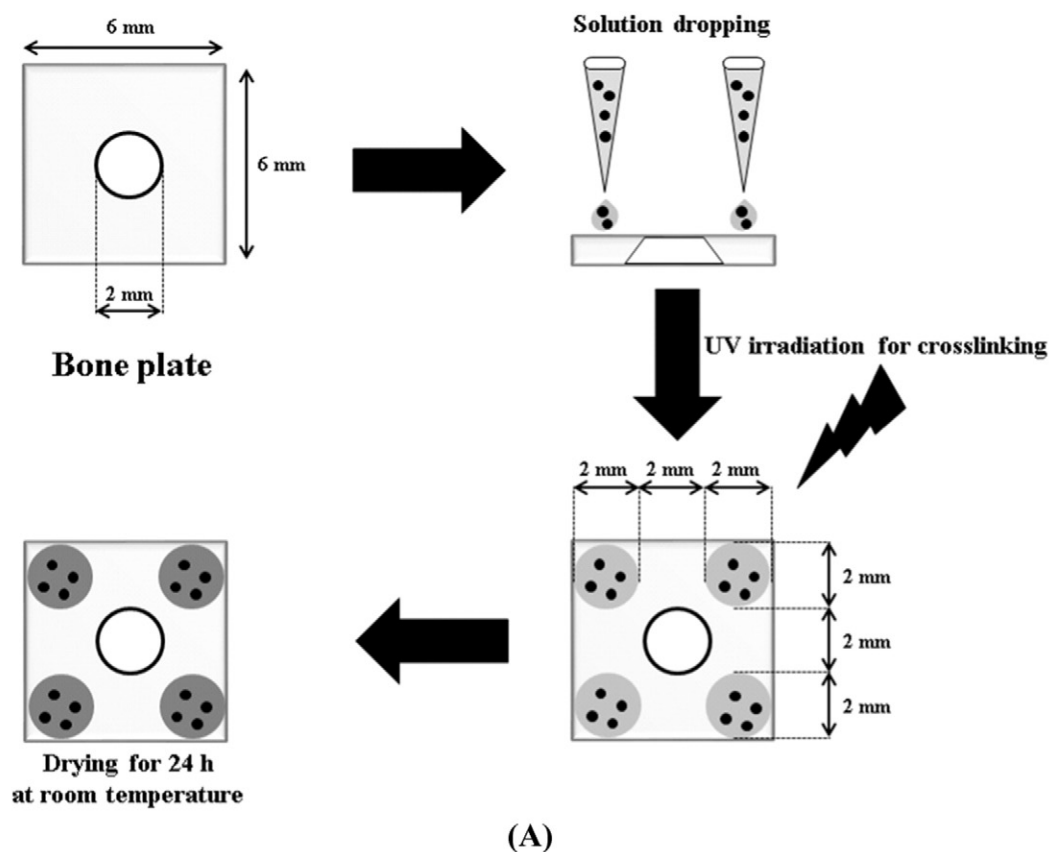 6 mm
6 mm
2 mm
Bone plate
Solution dropping
UV irradiation for crosslinking
2 mm 2 mm 2 mm
2 mm
2 mm
2 mm
Drying for 24 h
at room temperature
(A)